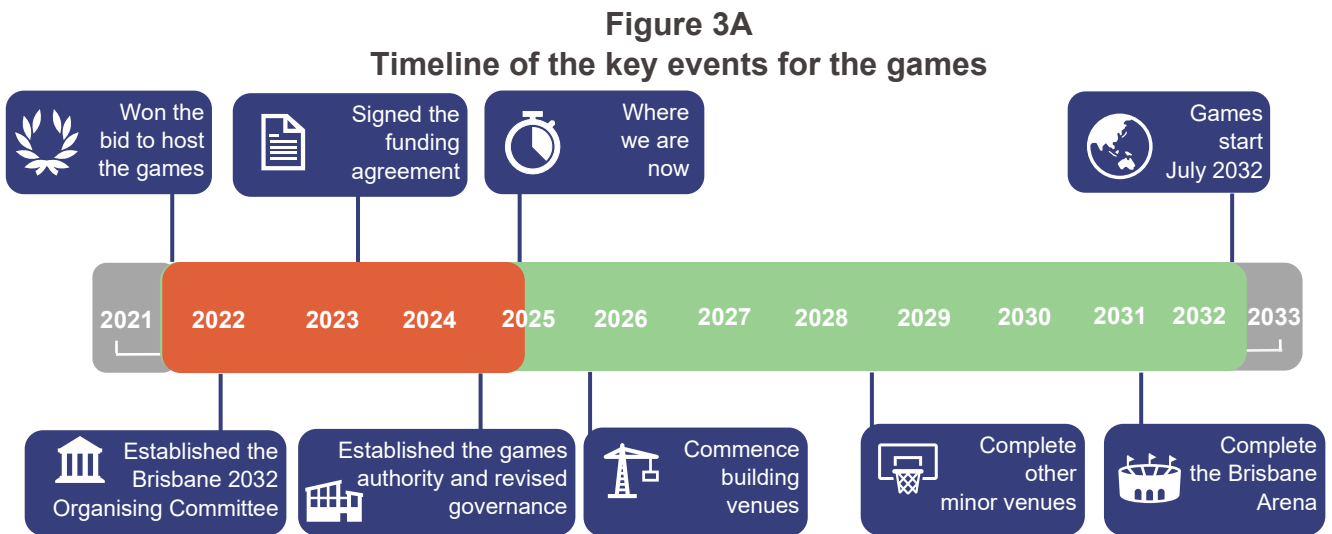 Figure 3A
Timeline of the key events for the games
Won the
bid to host
the games
Signed the
funding
agreement
Where
we are
now
Games
start
July 2032
2021 2022 2023 2024 2025 2026 2027 2028 2029 2030 2031 2032 2033
Established the
Brisbane 2032
Organising Committee
Established the games
authority and revised
governance
Commence
building
venues
Complete
other
minor venues
Complete
the Brisbane
Arena